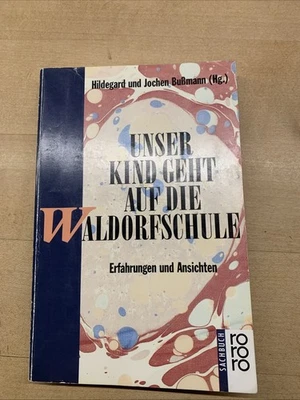 Hildegard und Jochen Bußmann (Hg.)
UNSER
KIND GEHT
AUF DIE
WALDORFSCHULE
Erfahrungen und Ansichten
SACHBUCH
ro
ro
ro